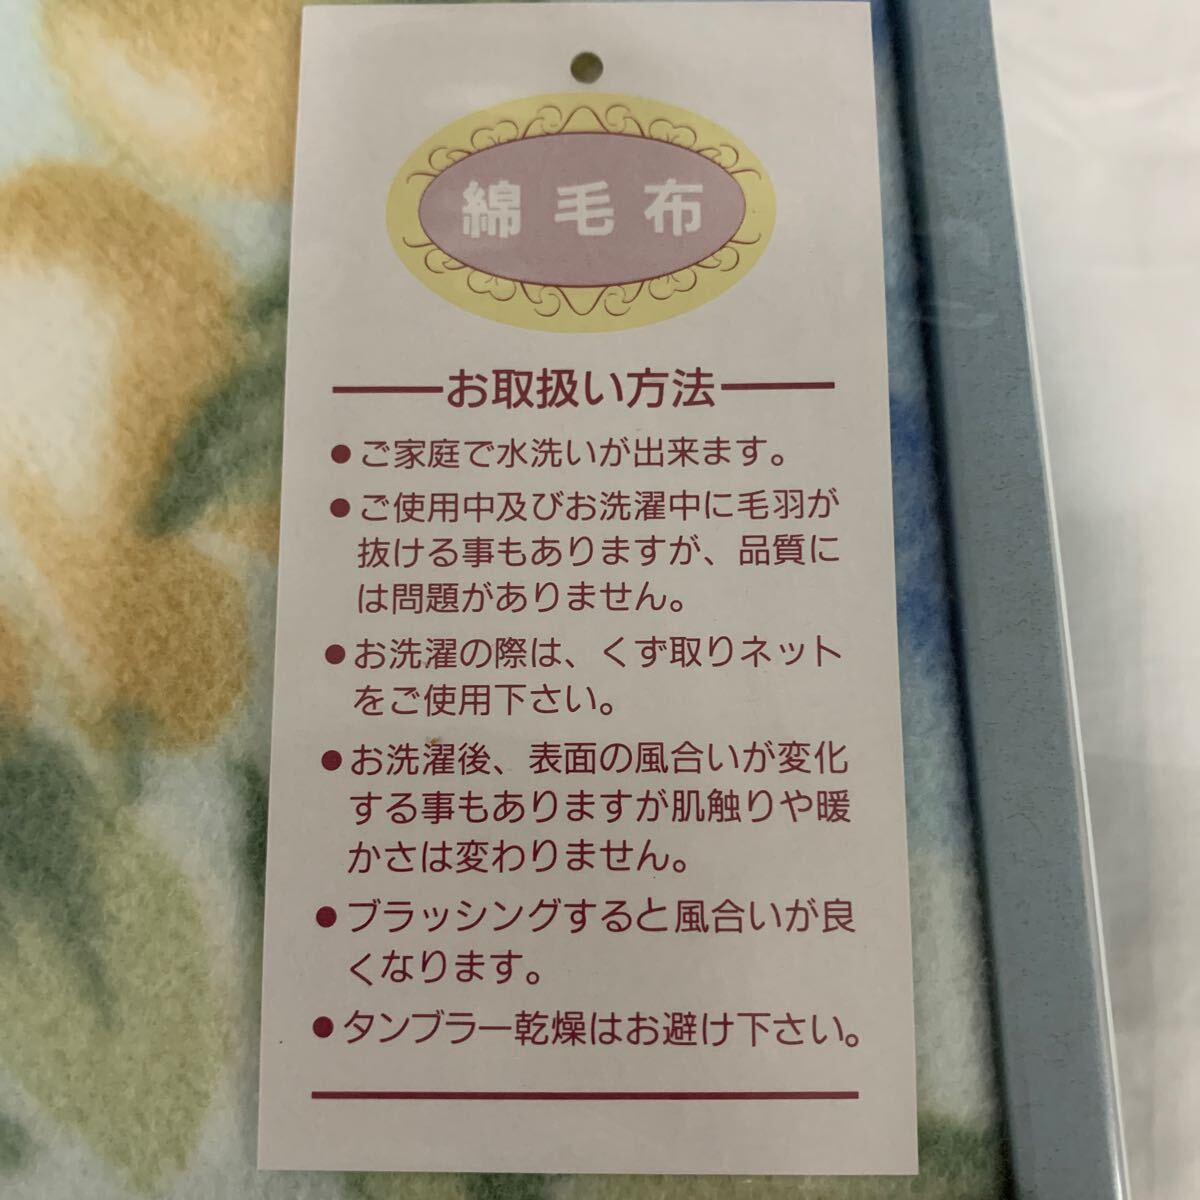 綿毛布
お取扱い方法
●ご家庭で水洗いが出来ます。
●ご使用中及びお洗濯中に毛羽が
抜ける事もありますが、品質に
は問題がありません。
●お洗濯の際は、くず取りネット
をご使用下さい。
●お洗濯後、表面の風合いが変化
する事もありますが肌触りや暖
かさは変わりません。
●ブラッシングすると風合いが良
くなります。
●タンブラー乾燥はお避け下さい。